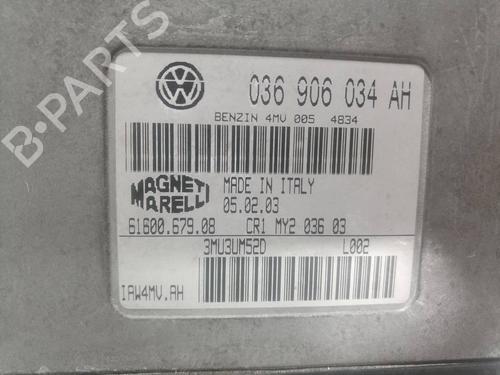 B-PARTS
036 906 034 AH
BENZIN 4MV 005 4834
MAGNETI MARELLI
MADE IN ITALY
05.02.03
61600.679.08 CR1 MY2 036 03
3MU3UM52D L002
IAW4MV.AH